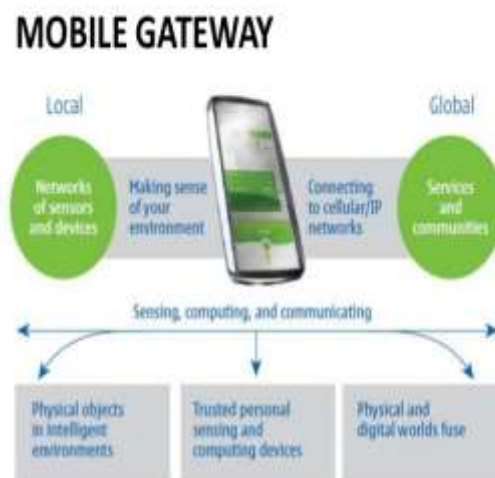 MOBILE GATEWAY
Local
Global
Networks
of sensors
and devices
Making sense
of your
environment
Connecting
to cellular/IP
networks
Services
and
communities
Sensing, computing, and communicating
Physical objects
in intelligent
environments
Trusted personal
sensing and
computing devices
Physical and
digital worlds fuse